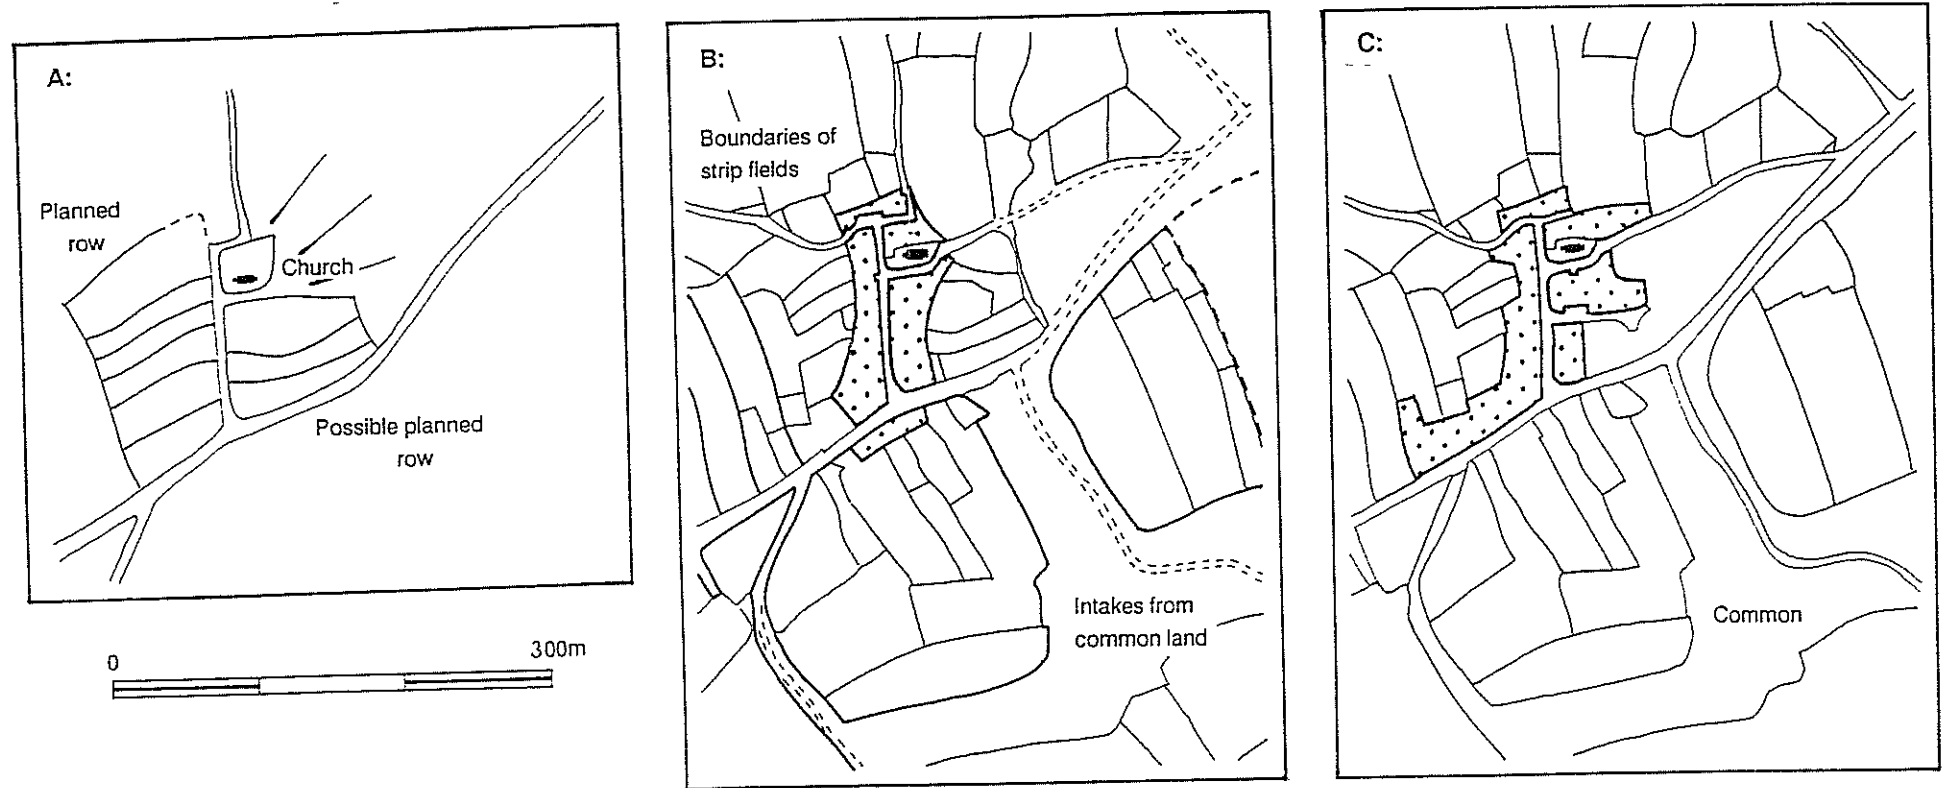 A:
Planned
row
Church
Possible planned
row
0
300m
B:
Boundaries of
strip fields
Intakes from
common land
C:
Common